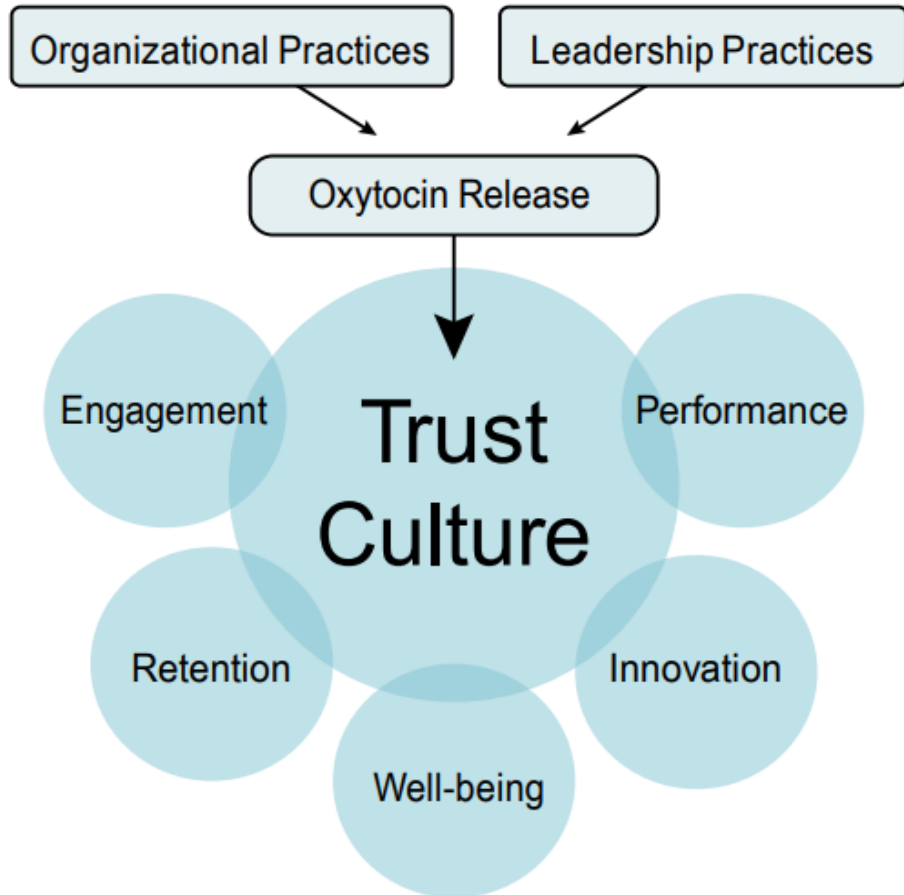 Organizational Practices
Leadership Practices
Oxytocin Release
Trust
Culture
Engagement
Performance
Retention
Innovation
Well-being